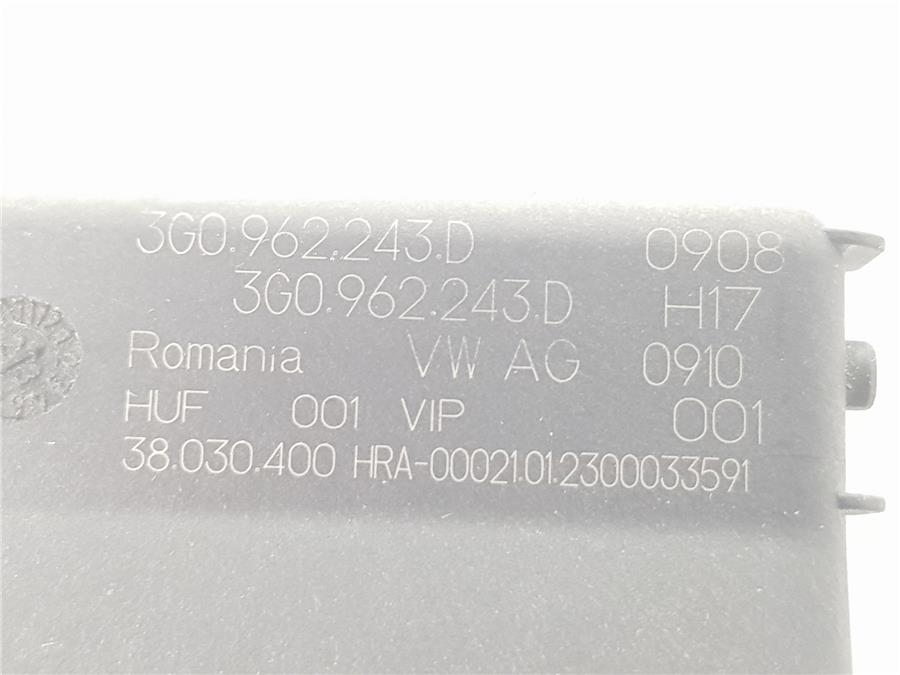 3G0.962.243.D 0908
3G0.962.243.D H17
Romania VW AG 0910
HUF 001 VIP 001
38.030.400 HRA-00021.01.2300033591